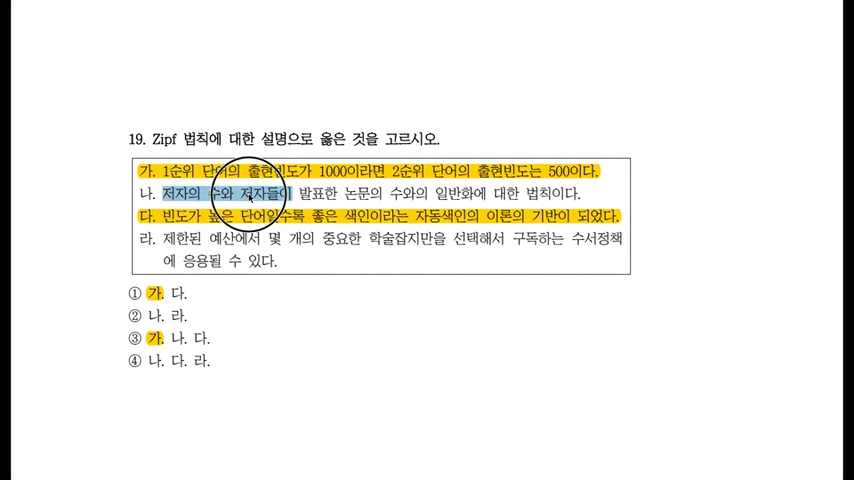 19. Zipf 법칙에 대한 설명으로 옳은 것을 고르시오.
가. 1순위 단어의 출현빈도가 1000이라면 2순위 단어의 출현빈도는 500이다.
나. 저자의 수와 저자들이 발표한 논문의 수와의 일반화에 대한 법칙이다.
다. 빈도가 높은 단어일수록 좋은 색인이라는 자동색인의 이론의 기반이 되었다.
라. 제한된 예산에서 몇 개의 중요한 학술잡지만을 선택해서 구독하는 수서정책
에 응용될 수 있다.
① 가. 다.
② 나. 라.
③ 가. 나. 다.
④ 나. 다. 라.